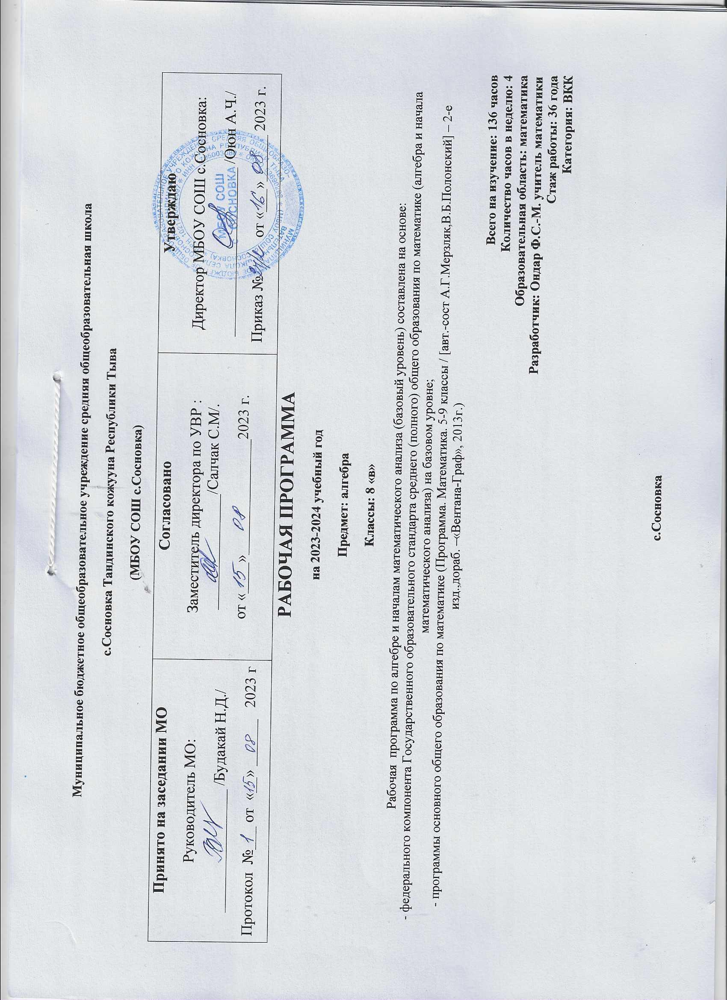 Муниципальное бюджетное общеобразовательное учреждение средняя общеобразовательная школа
с.Сосновка Тандинского кожууна Республики Тыва
(МБОУ СОШ с.Сосновка)
Принято на заседании МО
Руководитель МО:
/Будакай Н.Д./
Протокол № 1 от «15» 08 2023 г
Согласовано
Заместитель директора по УВР :
/Салчак С.М/.
от « 15 » 08 2023 г.
Утверждаю
Директор МБОУ СОШ с.Сосновка:
/Оюн А.Ч./
Приказ № от «16» 08 2023 г.
РАБОЧАЯ ПРОГРАММА
на 2023-2024 учебный год
Предмет: алгебра
Классы: 8 «в»
Рабочая программа по алгебре и началам математического анализа (базовый уровень) составлена на основе:
- федерального компонента Государственного образовательного стандарта среднего (полного) общего образования по математике (алгебра и начала
математического анализа) на базовом уровне;
- программы основного общего образования по математике (Программа. Математика. 5-9 классы / [авт.-сост А.Г.Мерзляк,В.Б.Полонский] – 2-е
изд.,дораб. –«Вентана-Граф», 2013г.)
Всего на изучение: 136 часов
Количество часов в неделю: 4
Образовательная область: математика
Разработчик: Ондар Ф.С.-М. учитель математики
Стаж работы: 36 года
Категория: ВКК
с.Сосновка